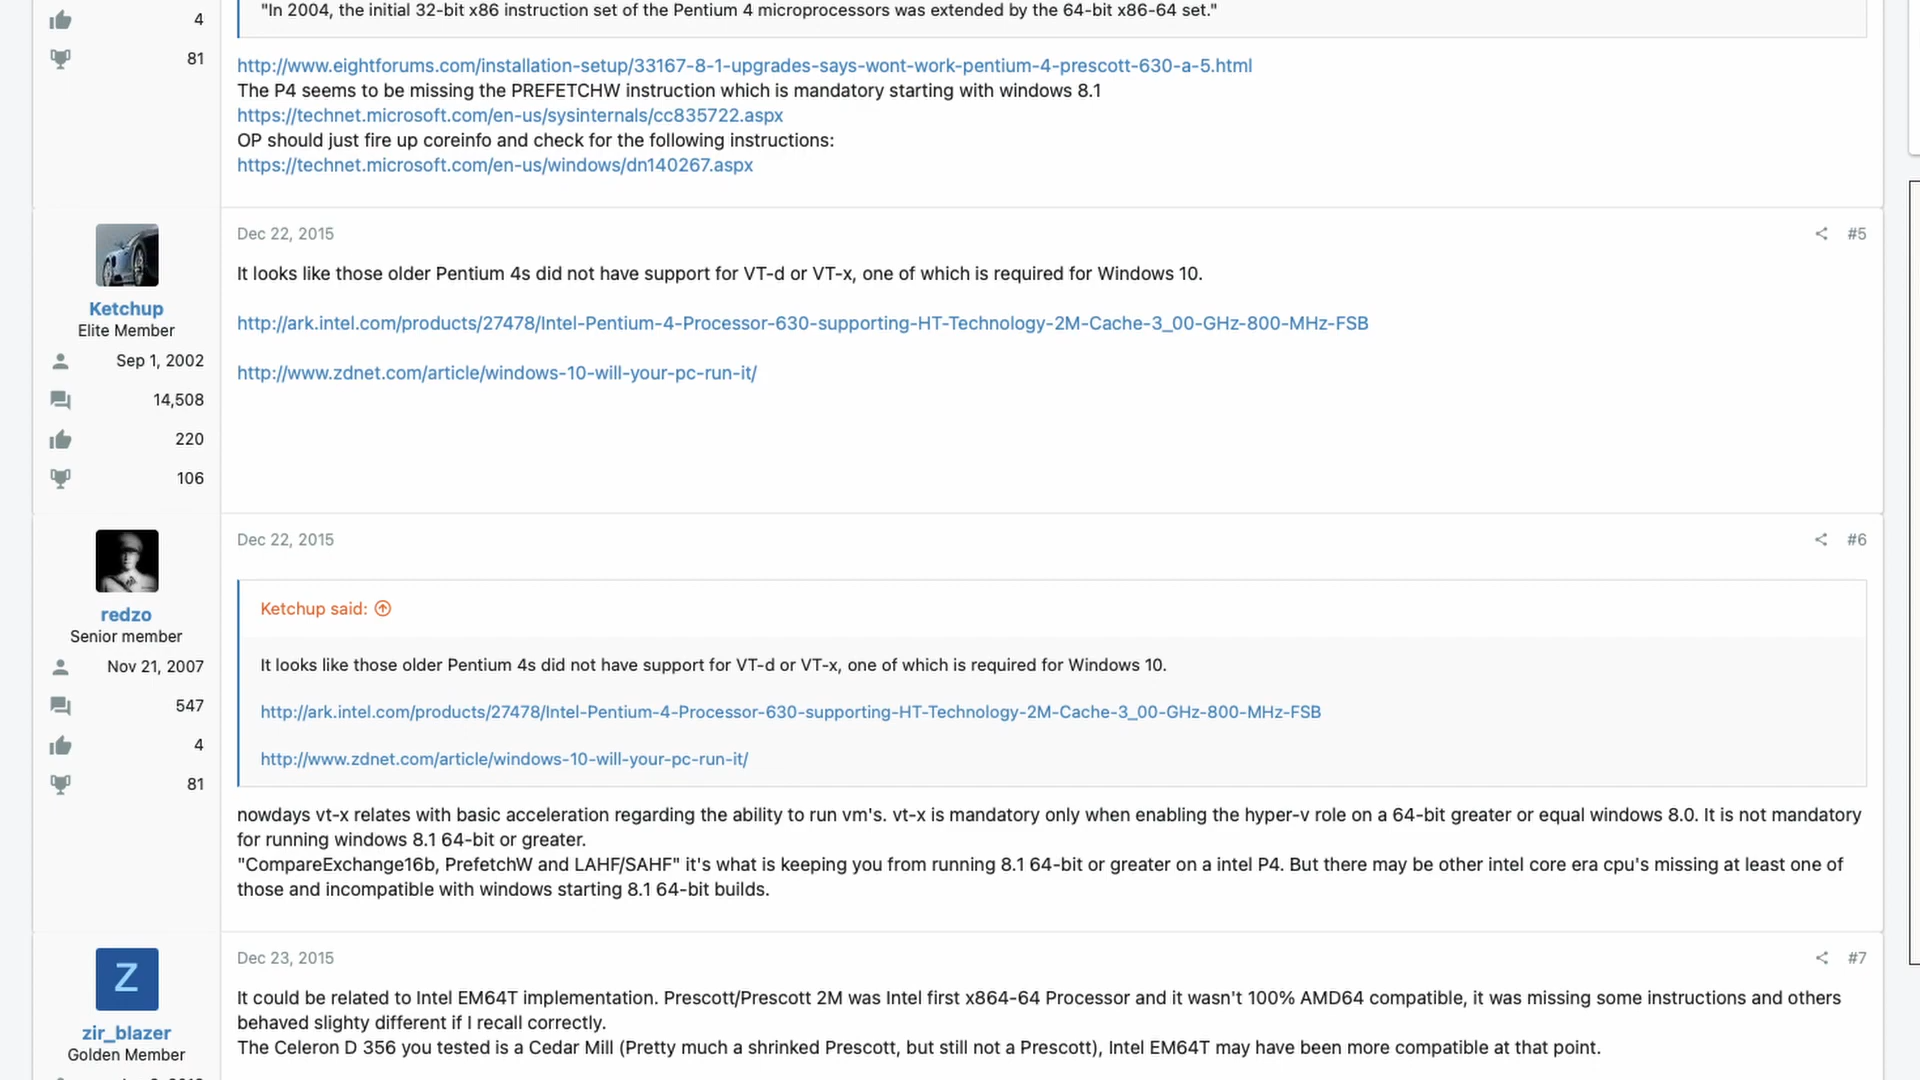 "In 2004, the initial 32-bit x86 instruction set of the Pentium 4 microprocessors was extended by the 64-bit x86-64 set."
4
81
http://www.eightforums.com/installation-setup/33167-8-1-upgrades-says-wont-work-pentium-4-prescott-630-a-5.html
The P4 seems to be missing the PREFETCHW instruction which is mandatory starting with windows 8.1
https://technet.microsoft.com/en-us/sysinternals/cc835722.aspx
OP should just fire up coreinfo and check for the following instructions:
https://technet.microsoft.com/en-us/windows/dn140267.aspx
Ketchup
Elite Member
Sep 1, 2002
14,508
220
106
Dec 22, 2015
#5
It looks like those older Pentium 4s did not have support for VT-d or VT-x, one of which is required for Windows 10.
http://ark.intel.com/products/27478/Intel-Pentium-4-Processor-630-supporting-HT-Technology-2M-Cache-3_00-GHz-800-MHz-FSB
http://www.zdnet.com/article/windows-10-will-your-pc-run-it/
redzo
Senior member
Nov 21, 2007
547
4
81
Dec 22, 2015
#6
Ketchup said:
It looks like those older Pentium 4s did not have support for VT-d or VT-x, one of which is required for Windows 10.
http://ark.intel.com/products/27478/Intel-Pentium-4-Processor-630-supporting-HT-Technology-2M-Cache-3_00-GHz-800-MHz-FSB
http://www.zdnet.com/article/windows-10-will-your-pc-run-it/
nowdays vt-x relates with basic acceleration regarding the ability to run vm's. vt-x is mandatory only when enabling the hyper-v role on a 64-bit greater or equal windows 8.0. It is not mandatory
for running windows 8.1 64-bit or greater.
"CompareExchange16b, PrefetchW and LAHF/SAHF" it's what is keeping you from running 8.1 64-bit or greater on a intel P4. But there may be other intel core era cpu's missing at least one of
those and incompatible with windows starting 8.1 64-bit builds.
Z
zir_blazer
Golden Member
Dec 23, 2015
#7
It could be related to Intel EM64T implementation. Prescott/Prescott 2M was Intel first x864-64 Processor and it wasn't 100% AMD64 compatible, it was missing some instructions and others
behaved slighty different if I recall correctly.
The Celeron D 356 you tested is a Cedar Mill (Pretty much a shrinked Prescott, but still not a Prescott), Intel EM64T may have been more compatible at that point.